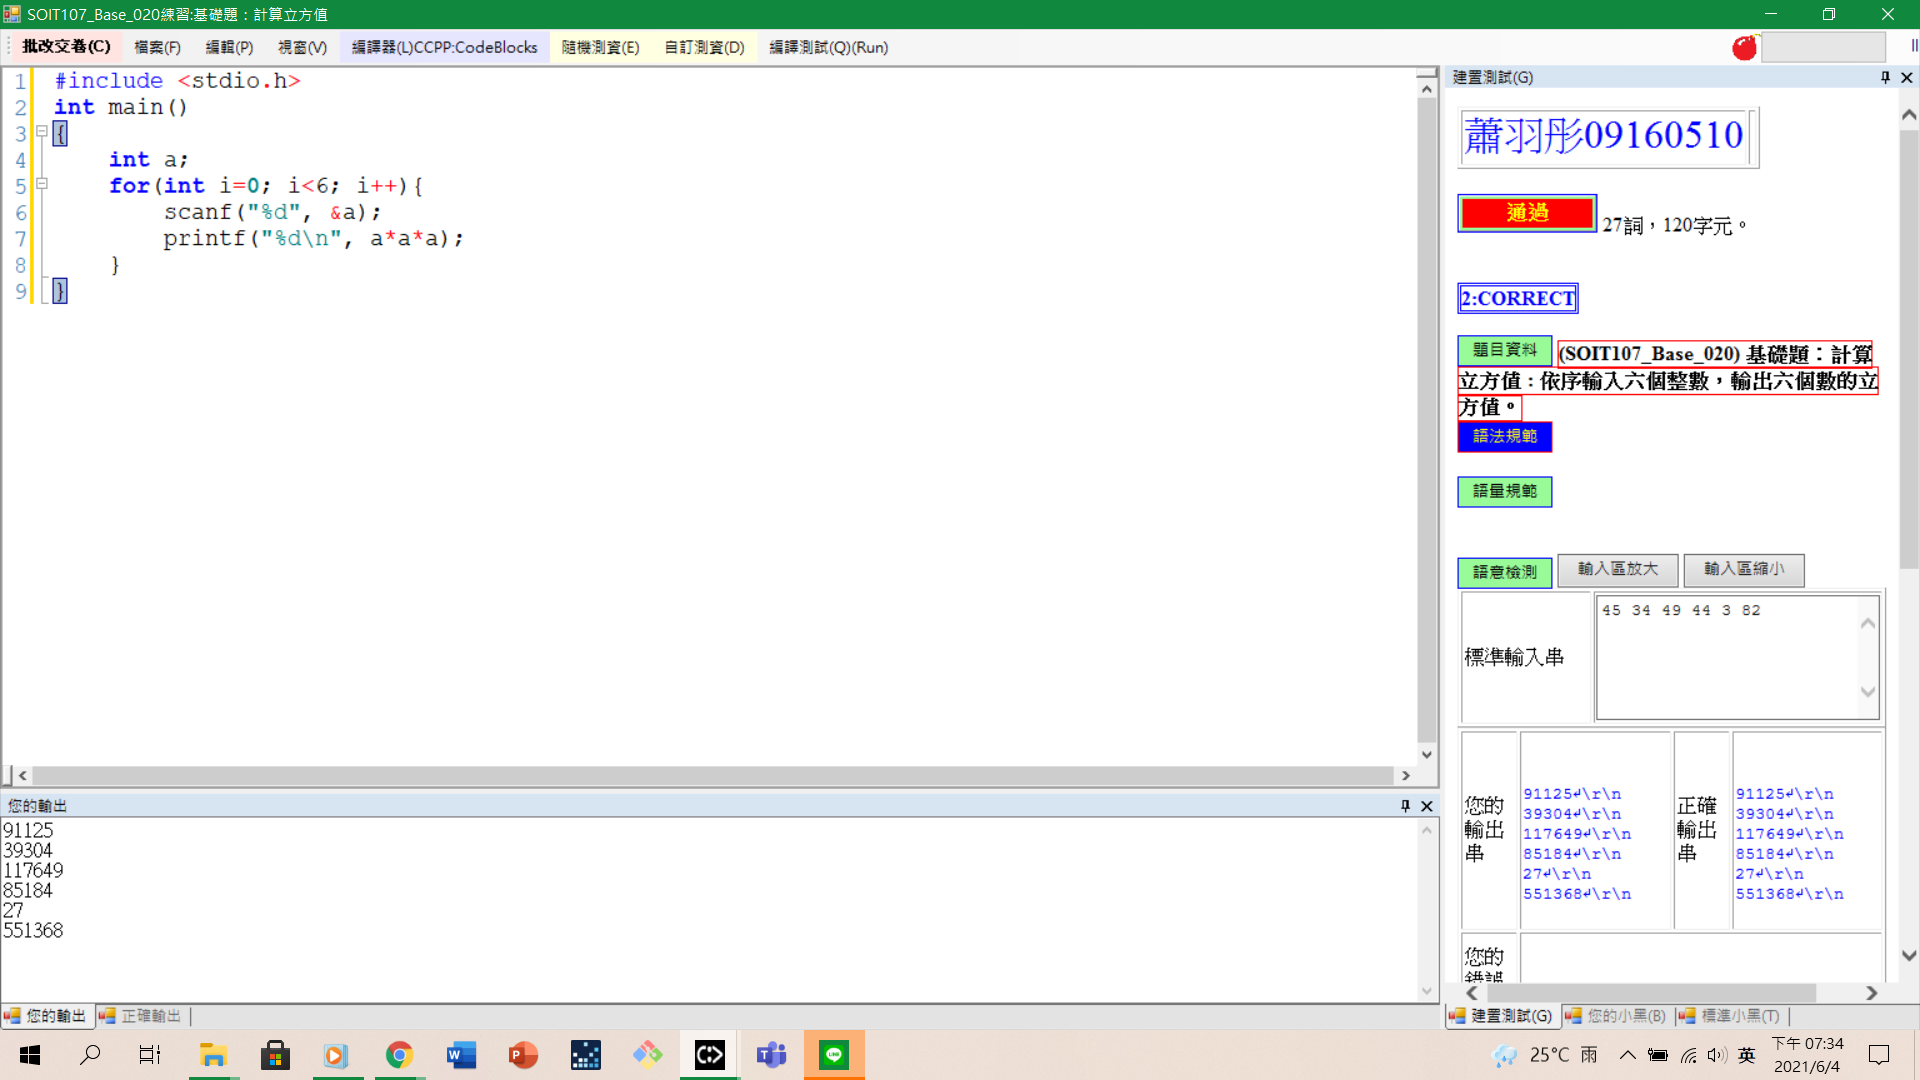 SOIT107_Base_020練習:基礎題：計算立方值
批改交卷(C) 檔案(F) 編輯(P) 視窗(V) 編譯器(L)CCPP:CodeBlocks 隨機測資(E) 自訂測資(D) 編譯測試(Q)(Run)
1 #include <stdio.h>
2 int main()
3 {
4 int a;
5 for(int i=0; i<6; i++){
6 scanf("%d", &a);
7 printf("%d\n", a*a*a);
8 }
9 }
您的輸出
91125
39304
117649
85184
27
551368
您的輸出 正確輸出
建置測試(G)
蕭羽彤09160510
通過 27詞，120字元。
2:CORRECT
題目資料 (SOIT107_Base_020) 基礎題：計算
立方值：依序輸入六個整數，輸出六個數的立
方值。
語法規範
語量規範
語意檢測 輸入區放大 輸入區縮小
標準輸入串 45 34 49 44 3 82
您的
輸出
串
91125↲\r\n
39304↲\r\n
117649↲\r\n
85184↲\r\n
27↲\r\n
551368↲\r\n
正確
輸出
串
91125↲\r\n
39304↲\r\n
117649↲\r\n
85184↲\r\n
27↲\r\n
551368↲\r\n
您的
錯誤
建置測試(G) 您的小黑(B) 標準小黑(T)
25°C 雨 英 下午 07:34
2021/6/4